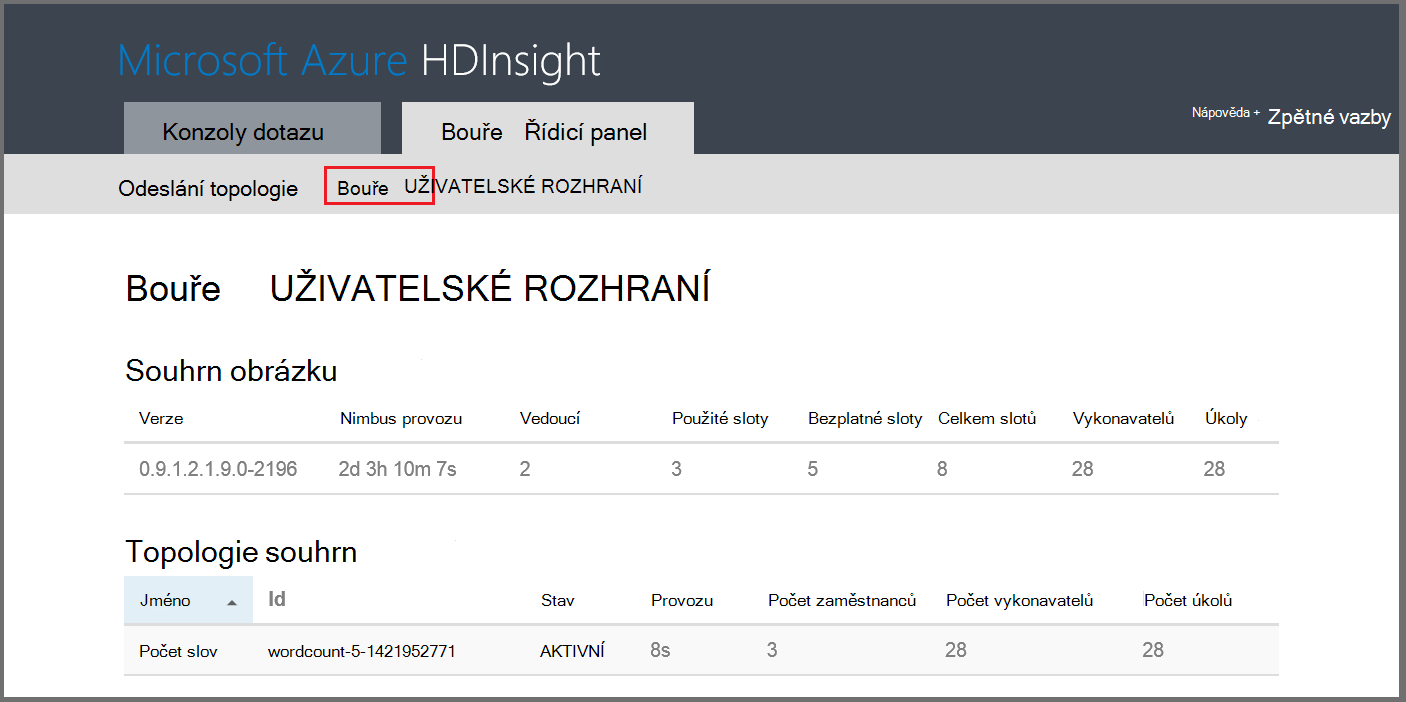 Microsoft Azure HDInsight
Konzoly dotazu Bouře Řídicí panel Nápověda + Zpětné vazby
Odeslání topologie Bouře UŽIVATELSKÉ ROZHRANÍ
Bouře UŽIVATELSKÉ ROZHRANÍ
Souhrn obrázku
Verze Nimbus provozu Vedoucí Použité sloty Bezplatné sloty Celkem slotů Vykonavatelů Úkoly
0.9.1.2.1.9.0-2196 2d 3h 10m 7s 2 3 5 8 28 28
Topologie souhrn
Jméno Id Stav Provozu Počet zaměstnanců Počet vykonavatelů Počet úkolů
Počet slov wordcount-5-1421952771 AKTIVNÍ 8s 3 28 28